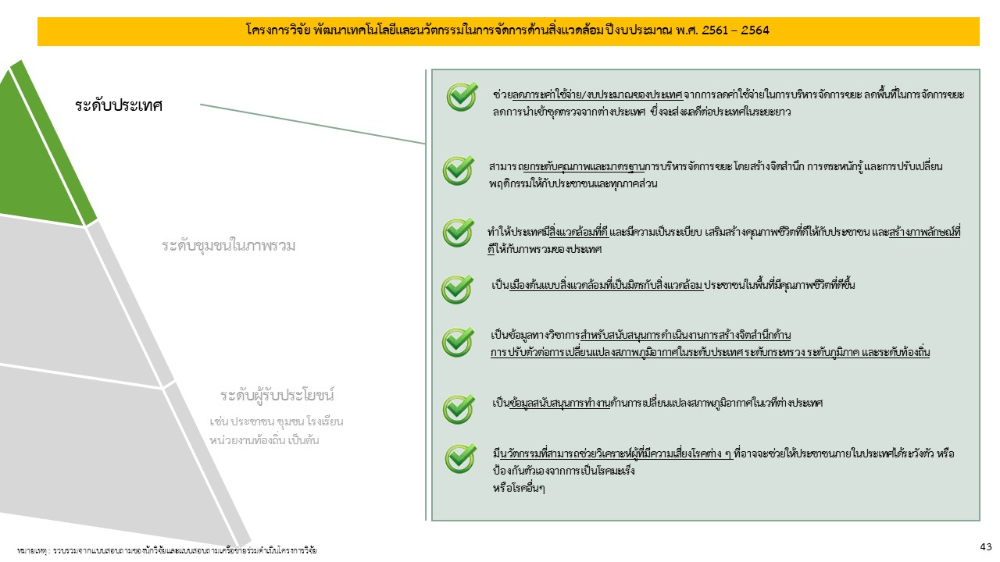 โครงการวิจัย พัฒนาเทคโนโลยีและนวัตกรรมในการจัดการด้านสิ่งแวดล้อม ปีงบประมาณ พ.ศ. 2561 – 2564
ระดับประเทศ
ช่วยลดภาระค่าใช้จ่าย/งบประมาณของประเทศ จากการลดค่าใช้จ่ายในการบริหารจัดการขยะ ลดพื้นที่ในการจัดการขยะ
ลดการนำเข้าชุดตรวจจากต่างประเทศ ซึ่งจะส่งผลดีต่อประเทศในระยะยาว
สามารถยกระดับคุณภาพและมาตรฐานการบริหารจัดการขยะ โดยสร้างจิตสำนึก การตระหนักรู้ และการปรับเปลี่ยน
พฤติกรรมให้กับประชาชนและทุกภาคส่วน
ทำให้ประเทศมีสิ่งแวดล้อมที่ดี และมีความเป็นระเบียบ เสริมสร้างคุณภาพชีวิตที่ดีให้กับประชาชน และสร้างภาพลักษณ์ที่
ดีให้กับภาพรวมของประเทศ
ระดับชุมชนในภาพรวม
เป็นเมืองต้นแบบสิ่งแวดล้อมที่เป็นมิตรกับสิ่งแวดล้อม ประชาชนในพื้นที่มีคุณภาพชีวิตที่ดีขึ้น
เป็นข้อมูลทางวิชาการสำหรับสนับสนุนการดำเนินงานการสร้างจิตสำนึกด้าน
การปรับตัวต่อการเปลี่ยนแปลงสภาพภูมิอากาศในระดับประเทศ ระดับกระทรวง ระดับภูมิภาค และระดับท้องถิ่น
ระดับผู้รับประโยชน์
เช่น ประชาชน ชุมชน โรงเรียน
หน่วยงานท้องถิ่น เป็นต้น
เป็นข้อมูลสนับสนุนการทำงานด้านการเปลี่ยนแปลงสภาพภูมิอากาศในเวทีต่างประเทศ
มีนวัตกรรมที่สามารถช่วยวิเคราะห์ผู้ที่มีความเสี่ยงโรคต่าง ๆ ที่อาจจะช่วยให้ประชาชนภายในประเทศได้ระวังตัว หรือ
ป้องกันตัวเองจากการเป็นโรคมะเร็ง
หรือโรคอื่นๆ
หมายเหตุ : รวบรวมจากแบบสอบถามของนักวิจัยและแบบสอบถามเครือข่ายร่วมดำเนินโครงการวิจัย
43